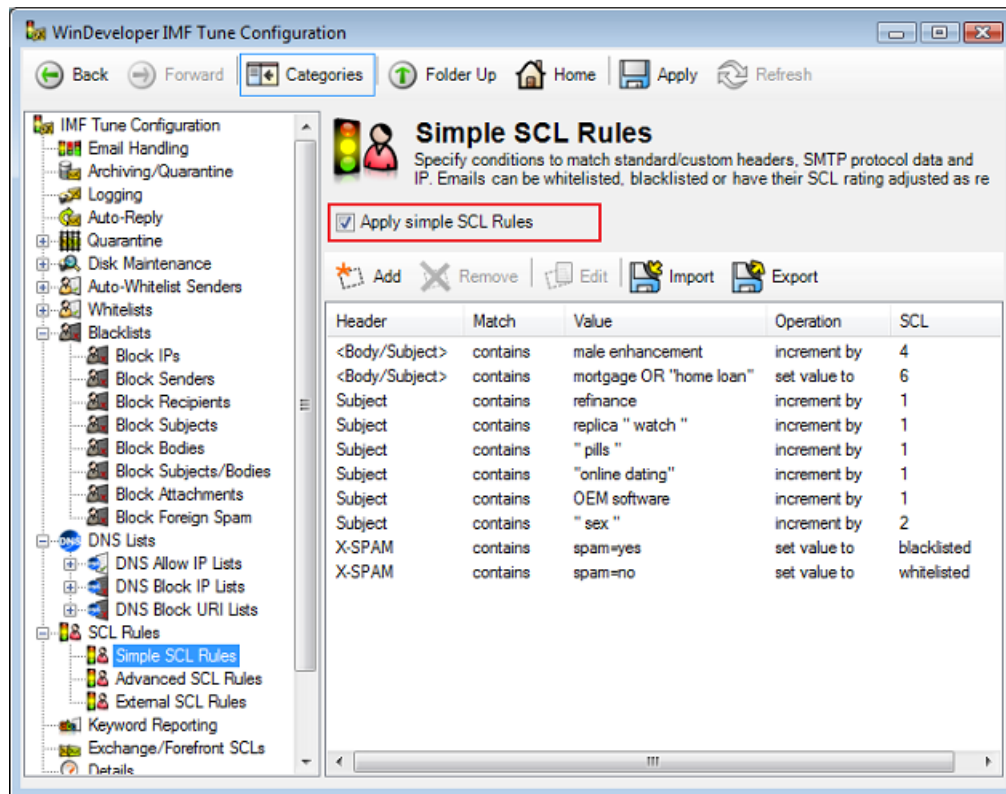 WinDeveloper IMF Tune Configuration
Back Forward Categories Folder Up Home Apply Refresh
IMF Tune Configuration
Email Handling
Archiving/Quarantine
Logging
Auto-Reply
Quarantine
Disk Maintenance
Auto-Whitelist Senders
Whitelists
Blacklists
Block IPs
Block Senders
Block Recipients
Block Subjects
Block Bodies
Block Subjects/Bodies
Block Attachments
Block Foreign Spam
DNS Lists
DNS Allow IP Lists
DNS Block IP Lists
DNS Block URI Lists
SCL Rules
Simple SCL Rules
Advanced SCL Rules
External SCL Rules
Keyword Reporting
Exchange/Forefront SCLs
Details
Simple SCL Rules
Specify conditions to match standard/custom headers, SMTP protocol data and
IP. Emails can be whitelisted, blacklisted or have their SCL rating adjusted as re
Apply simple SCL Rules
Add Remove Edit Import Export
Header Match Value Operation SCL
<Body/Subject> contains male enhancement increment by 4
<Body/Subject> contains mortgage OR "home loan" set value to 6
Subject contains refinance increment by 1
Subject contains replica " watch " increment by 1
Subject contains " pills " increment by 1
Subject contains "online dating" increment by 1
Subject contains OEM software increment by 1
Subject contains " sex " increment by 2
X-SPAM contains spam=yes set value to blacklisted
X-SPAM contains spam=no set value to whitelisted